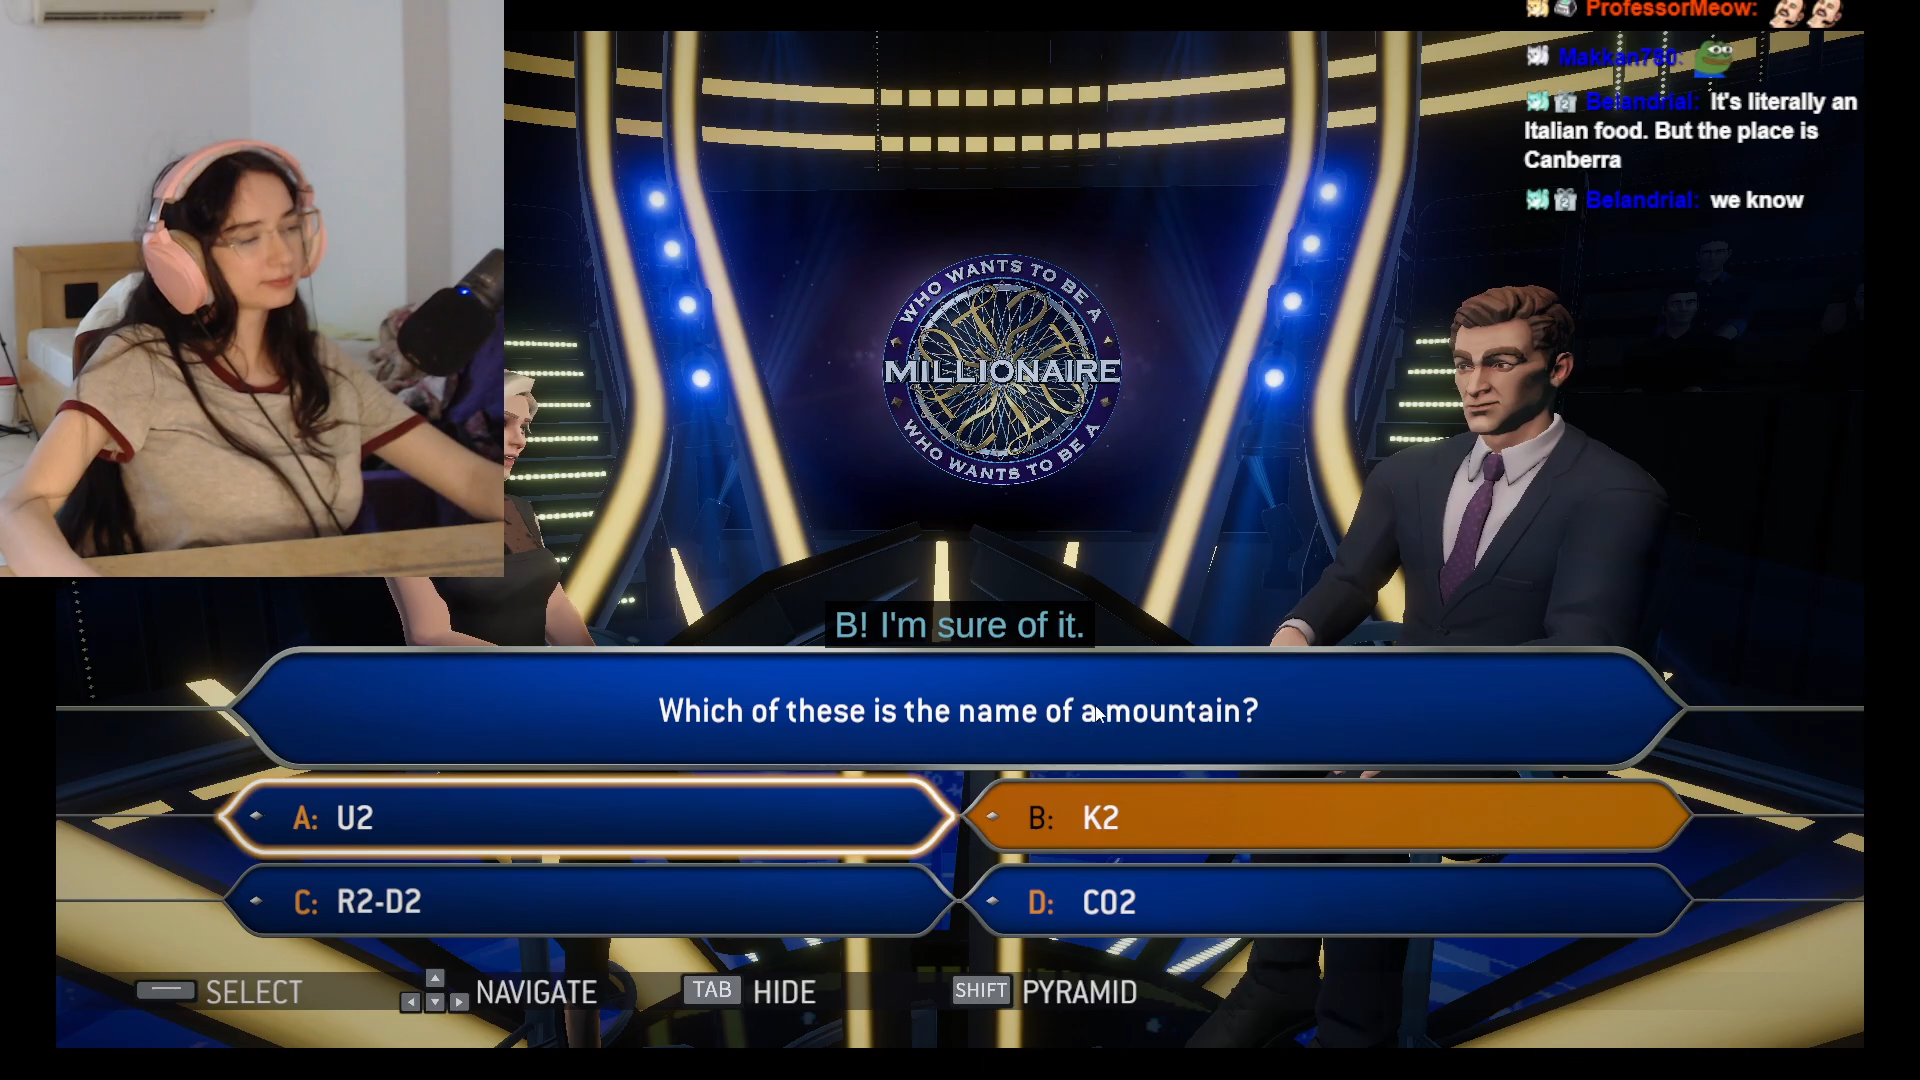 ProfessorMeow:
Makkan780:
Belandrial: It's literally an
Italian food. But the place is
Canberra
Belandrial: we know
WHO WANTS TO BE A
MILLIONAIRE
WHO WANTS TO BE A
B! I'm sure of it.
Which of these is the name of a mountain?
A: U2
B: K2
C: R2-D2
D: CO2
SELECT
NAVIGATE
TAB HIDE
SHIFT PYRAMID